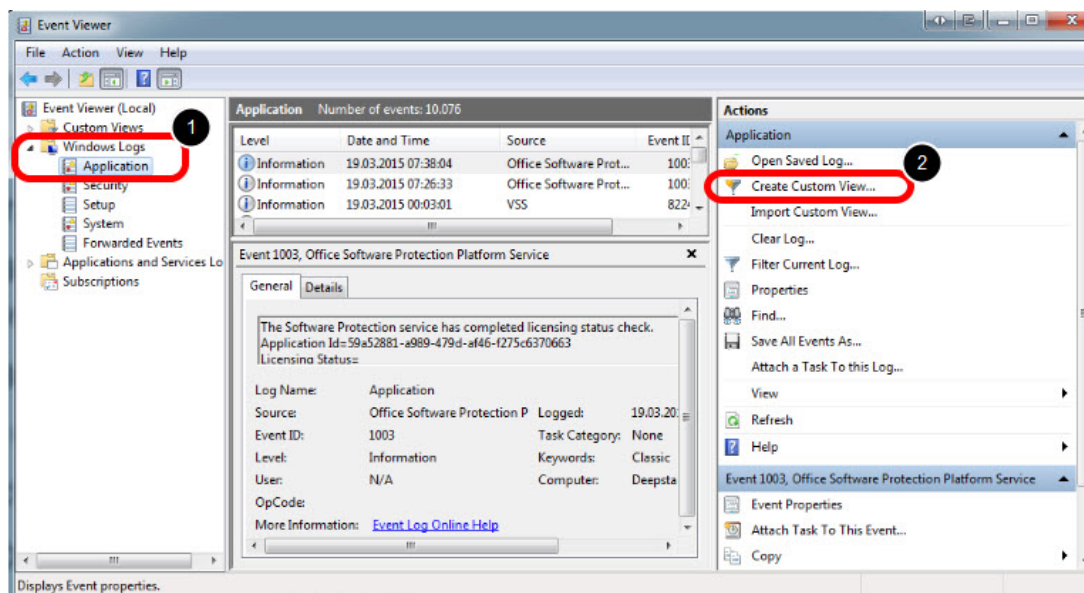 Event Viewer
File Action View Help
Event Viewer (Local)
Custom Views
1
Windows Logs
Application
Security
Setup
System
Forwarded Events
Applications and Services Lo
Subscriptions
Application Number of events: 10.076
Level Date and Time Source Event I
Information 19.03.2015 07:38:04 Office Software Prot... 100
Information 19.03.2015 07:26:33 Office Software Prot... 100
Information 19.03.2015 00:03:01 VSS 822
Event 1003, Office Software Protection Platform Service
General Details
The Software Protection service has completed licensing status check.
Application Id=59a52881-a989-479d-af46-f275c6370663
Licensing Status=
Log Name: Application
Source: Office Software Protection P Logged: 19.03.20
Event ID: 1003 Task Category: None
Level: Information Keywords: Classic
User: N/A Computer: Deepsta
OpCode:
More Information: Event Log Online Help
Actions
Application
Open Saved Log...
2
Create Custom View...
Import Custom View...
Clear Log...
Filter Current Log...
Properties
Find...
Save All Events As...
Attach a Task To this Log...
View
Refresh
Help
Event 1003, Office Software Protection Platform Service
Event Properties
Attach Task To This Event...
Copy
Displays Event properties.